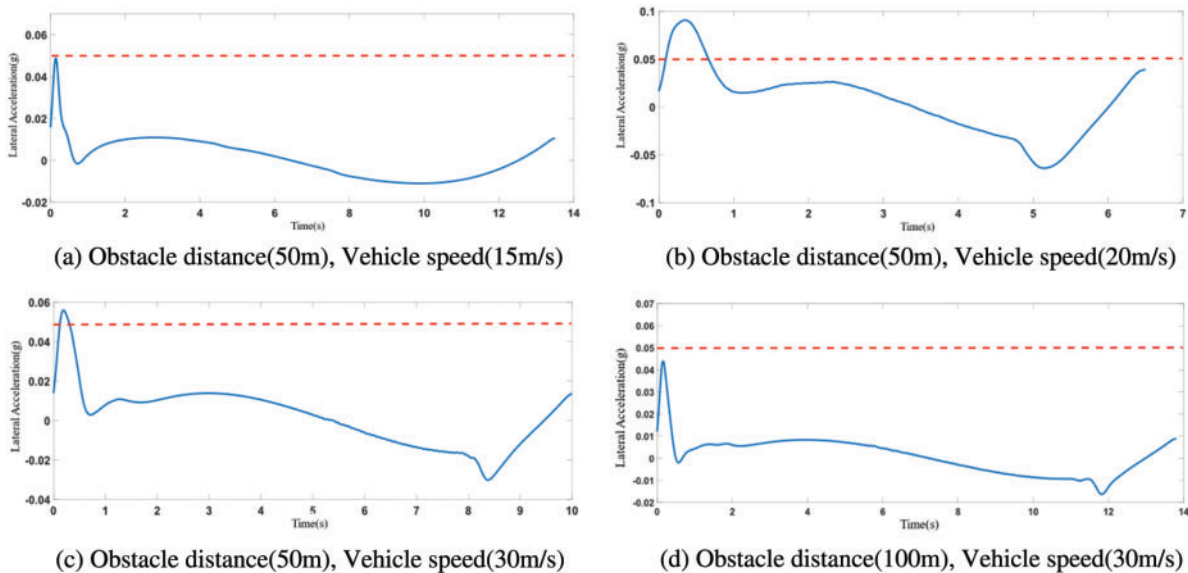 0.06
0.04
0.02
0
-0.02
Lateral Acceleration(g)
0 2 4 6 8 10 12 14
Time(s)
(a) Obstacle distance(50m), Vehicle speed(15m/s)
0.1
0.05
0
-0.05
-0.1
Lateral Acceleration(g)
0 1 2 3 4 5 6 7
Time(s)
(b) Obstacle distance(50m), Vehicle speed(20m/s)
0.06
0.04
0.02
0
-0.02
-0.04
Lateral Acceleration(g)
0 1 2 3 4 5 6 7 8 9 10
Time(s)
(c) Obstacle distance(50m), Vehicle speed(30m/s)
0.07
0.06
0.05
0.04
0.03
0.02
0.01
0
-0.01
-0.02
Lateral Acceleration(g)
0 2 4 6 8 10 12 14
Time(s)
(d) Obstacle distance(100m), Vehicle speed(30m/s)